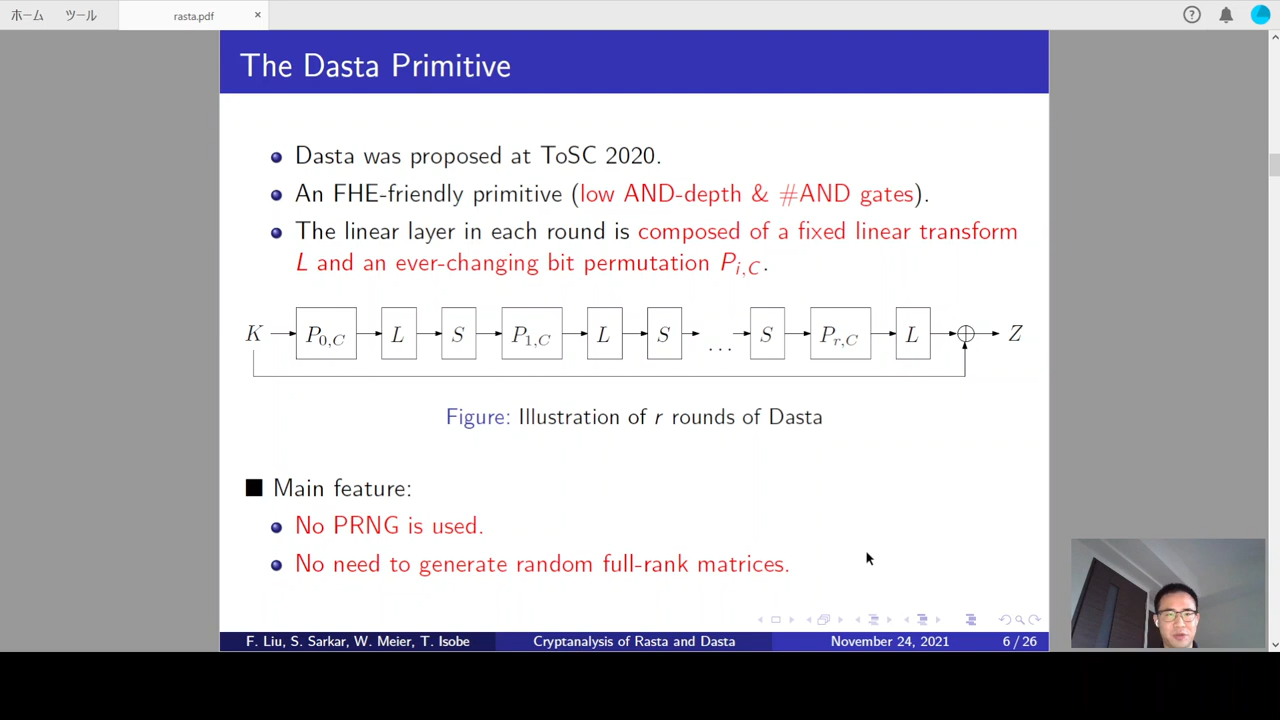 ホーム ツール rasta.pdf ×
The Dasta Primitive
Dasta was proposed at ToSC 2020.
An FHE-friendly primitive (low AND-depth & #AND gates).
The linear layer in each round is composed of a fixed linear transform
L and an ever-changing bit permutation P_{i,C}.
K P_{0,C} L S P_{1,C} L S ... S P_{r,C} L ⊕ Z
Figure: Illustration of r rounds of Dasta
Main feature:
No PRNG is used.
No need to generate random full-rank matrices.
F. Liu, S. Sarkar, W. Meier, T. Isobe Cryptanalysis of Rasta and Dasta November 24, 2021 6 / 26